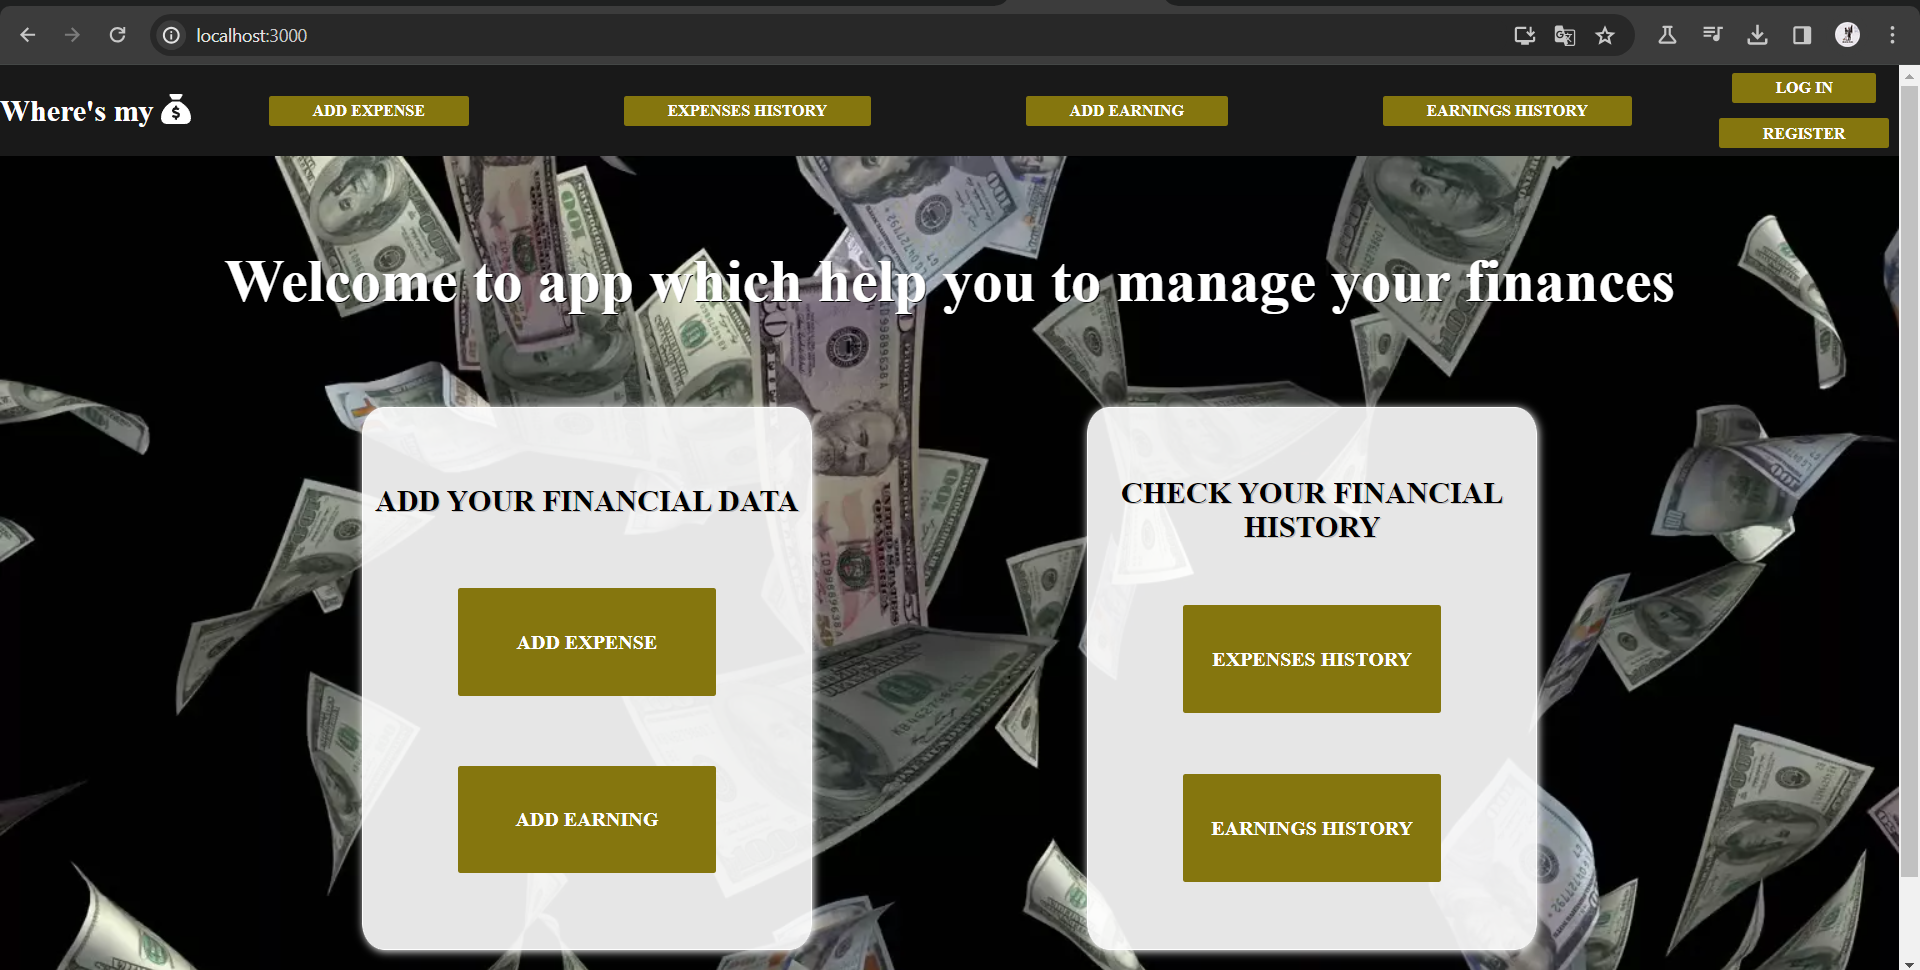 localhost:3000
Where's my $
ADD EXPENSE
EXPENSES HISTORY
ADD EARNING
EARNINGS HISTORY
LOG IN
REGISTER
Welcome to app which help you to manage your finances
ADD YOUR FINANCIAL DATA
ADD EXPENSE
ADD EARNING
CHECK YOUR FINANCIAL
HISTORY
EXPENSES HISTORY
EARNINGS HISTORY